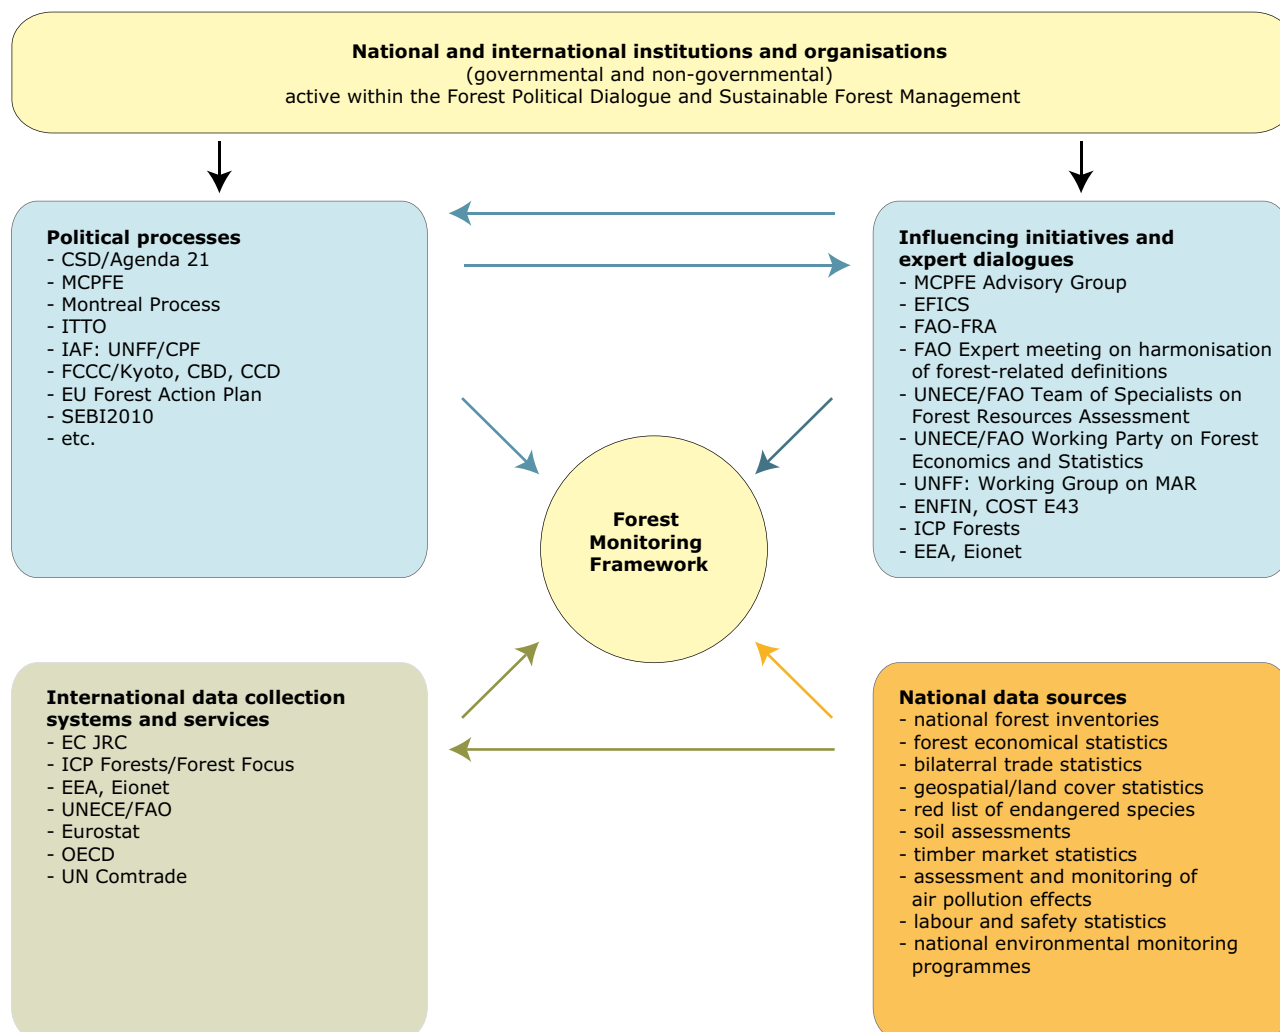 National and international institutions and organisations
(governmental and non-governmental)
active within the Forest Political Dialogue and Sustainable Forest Management
Political processes
- CSD/Agenda 21
- MCPFE
- Montreal Process
- ITTO
- IAF: UNFF/CPF
- FCCC/Kyoto, CBD, CCD
- EU Forest Action Plan
- SEBI2010
- etc.
Influencing initiatives and
expert dialogues
- MCPFE Advisory Group
- EFICS
- FAO-FRA
- FAO Expert meeting on harmonisation
of forest-related definitions
- UNECE/FAO Team of Specialists on
Forest Resources Assessment
- UNECE/FAO Working Party on Forest
Economics and Statistics
- UNFF: Working Group on MAR
- ENFIN, COST E43
- ICP Forests
- EEA, Eionet
Forest
Monitoring
Framework
International data collection
systems and services
- EC JRC
- ICP Forests/Forest Focus
- EEA, Eionet
- UNECE/FAO
- Eurostat
- OECD
- UN Comtrade
National data sources
- national forest inventories
- forest economical statistics
- bilaterral trade statistics
- geospatial/land cover statistics
- red list of endangered species
- soil assessments
- timber market statistics
- assessment and monitoring of
air pollution effects
- labour and safety statistics
- national environmental monitoring
programmes